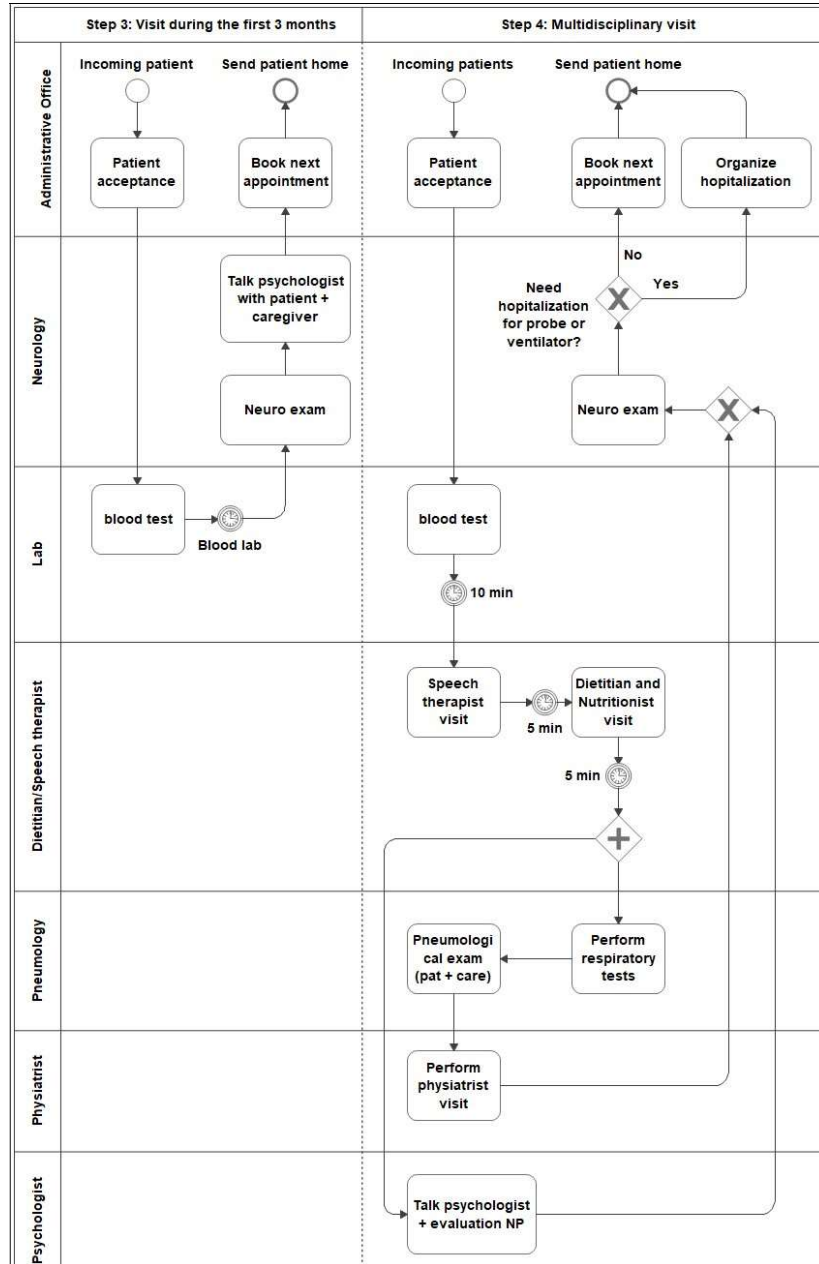 Step 3: Visit during the first 3 months
Step 4: Multidisciplinary visit
Administrative Office
Incoming patient
Send patient home
Incoming patients
Send patient home
Patient
acceptance
Book next
appointment
Patient
acceptance
Book next
appointment
Organize
hopitalization
Neurology
Talk psychologist
with patient +
caregiver
No
Yes
Need
hopitalization
for probe or
ventilator?
Neuro exam
Neuro exam
Lab
blood test
Blood lab
blood test
10 min
Dietitian/Speech therapist
Speech
therapist
visit
5 min
Dietitian and
Nutritionist
visit
5 min
Pneumology
Pneumologi
cal exam
(pat + care)
Perform
respiratory
tests
Physiatrist
Perform
physiatrist
visit
Psychologist
Talk psychologist
+ evaluation NP